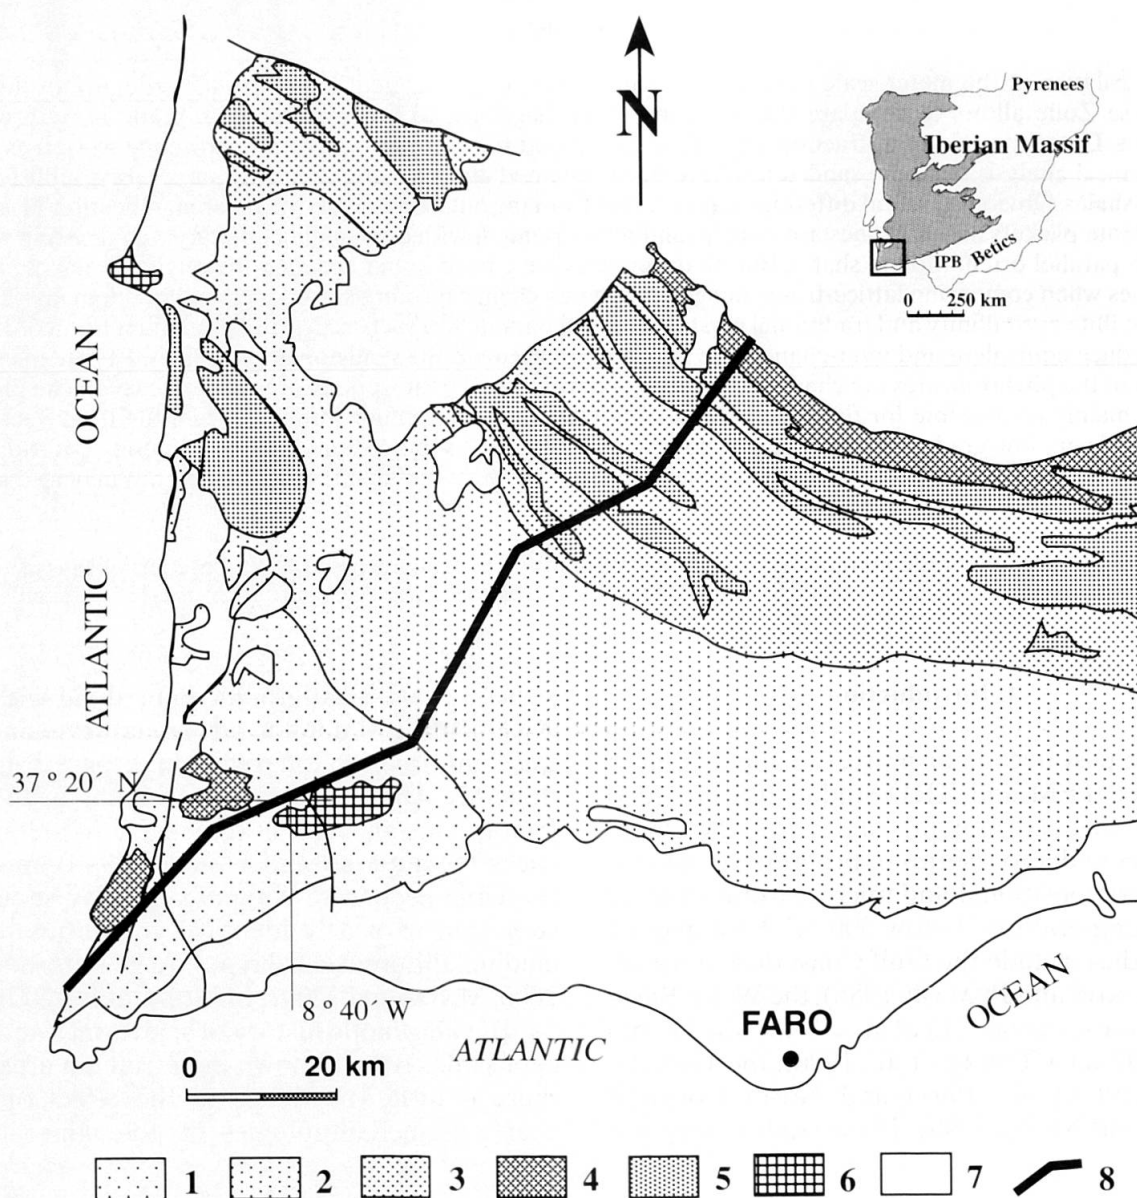 N
Pyrenees
Iberian Massif
IPB
Betics
0 250 km
ATLANTIC OCEAN
37 º 20´ N
8 º 40´ W
ATLANTIC OCEAN
FARO
0 20 km
1 2 3 4 5 6 7 8